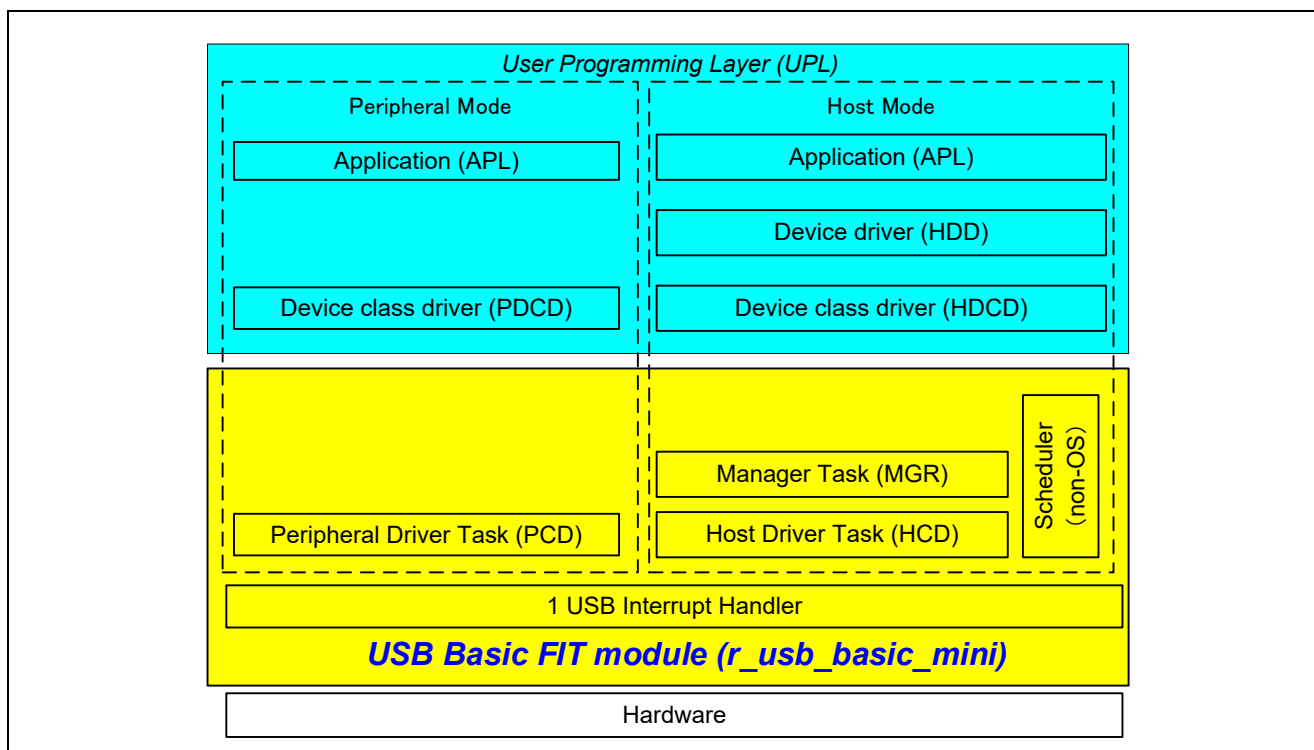 User Programming Layer (UPL)
Peripheral Mode
Host Mode
Application (APL)
Application (APL)
Device driver (HDD)
Device class driver (PDCD)
Device class driver (HDCD)
Scheduler
(non-OS)
Manager Task (MGR)
Peripheral Driver Task (PCD)
Host Driver Task (HCD)
1 USB Interrupt Handler
USB Basic FIT module (r_usb_basic_mini)
Hardware